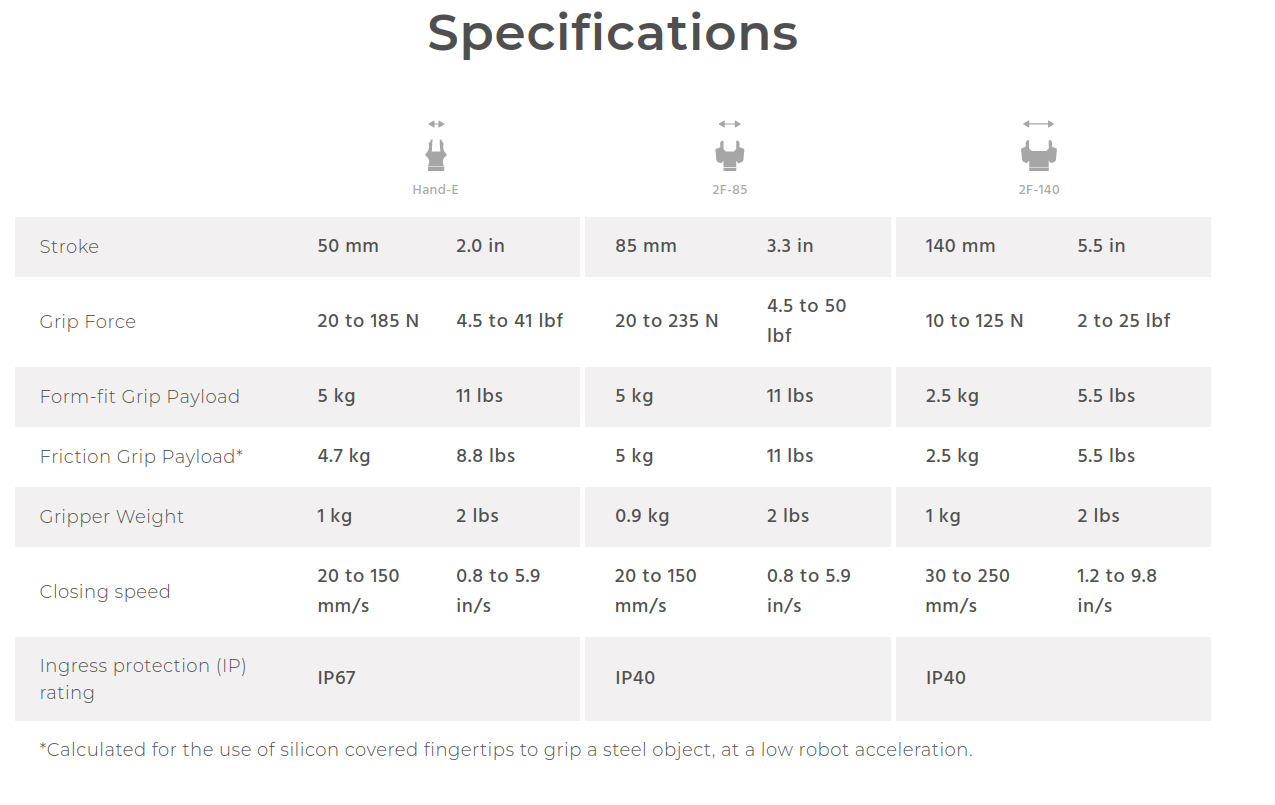 Specifications
Hand-E 2F-85 2F-140
Stroke 50 mm 2.0 in 85 mm 3.3 in 140 mm 5.5 in
Grip Force 20 to 185 N 4.5 to 41 lbf 20 to 235 N 4.5 to 50 lbf 10 to 125 N 2 to 25 lbf
Form-fit Grip Payload 5 kg 11 lbs 5 kg 11 lbs 2.5 kg 5.5 lbs
Friction Grip Payload* 4.7 kg 8.8 lbs 5 kg 11 lbs 2.5 kg 5.5 lbs
Gripper Weight 1 kg 2 lbs 0.9 kg 2 lbs 1 kg 2 lbs
Closing speed 20 to 150 mm/s 0.8 to 5.9 in/s 20 to 150 mm/s 0.8 to 5.9 in/s 30 to 250 mm/s 1.2 to 9.8 in/s
Ingress protection (IP) rating IP67 IP40 IP40
*Calculated for the use of silicon covered fingertips to grip a steel object, at a low robot acceleration.